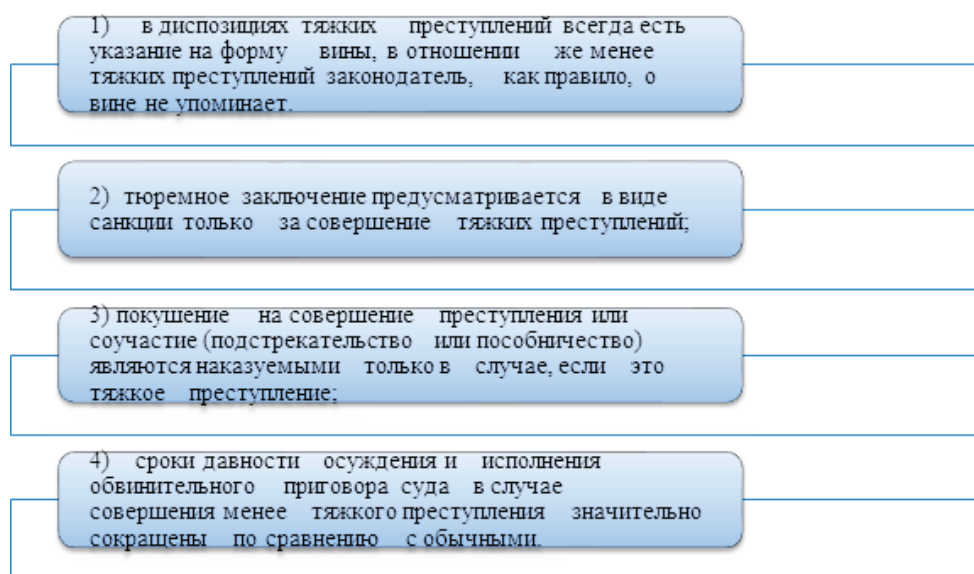 1) в диспозициях тяжких преступлений всегда есть
указание на форму вины, в отношении же менее
тяжких преступлений законодатель, как правило, о
вине не упоминает.
2) тюремное заключение предусматривается в виде
санкции только за совершение тяжких преступлений;
3) покушение на совершение преступления или
соучастие (подстрекательство или пособничество)
являются наказуемыми только в случае, если это
тяжкое преступление;
4) сроки давности осуждения и исполнения
обвинительного приговора суда в случае
совершения менее тяжкого преступления значительно
сокращены по сравнению с обычными.